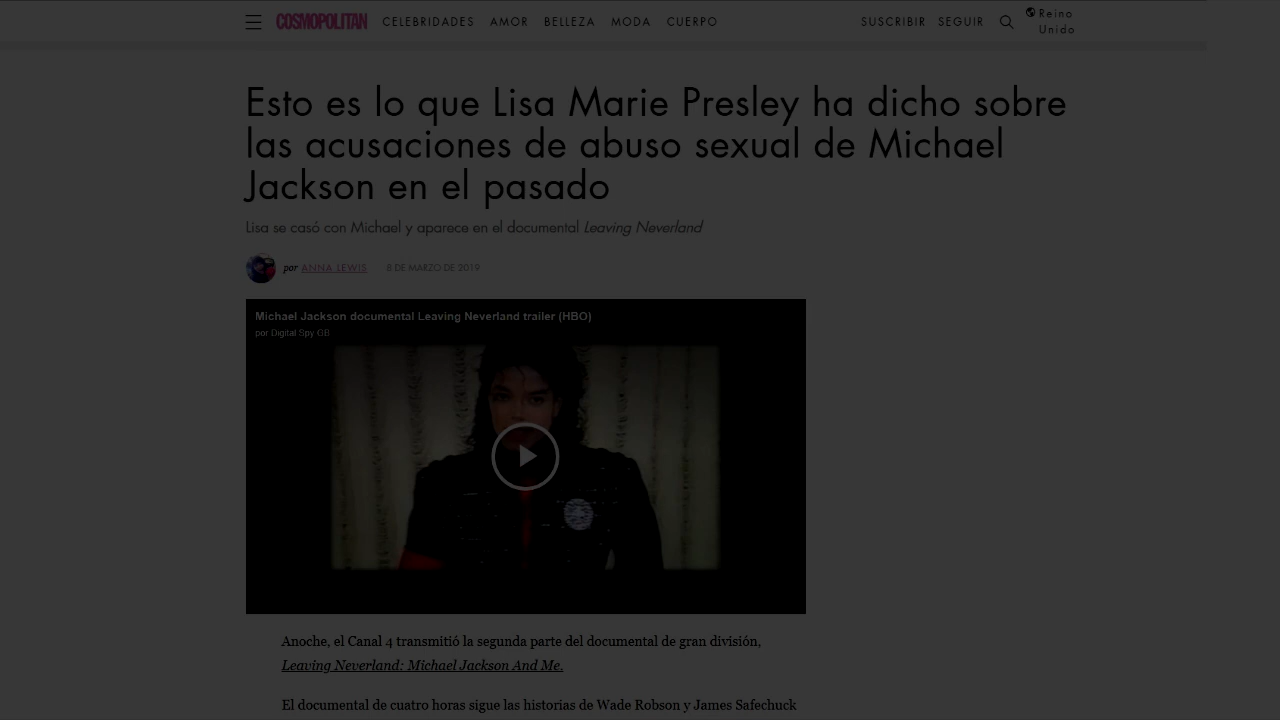 COSMOPOLITAN CELEBRIDADES AMOR BELLEZA MODA CUERPO SUSCRIBIR SEGUIR Reino
Unido
Esto es lo que Lisa Marie Presley ha dicho sobre
las acusaciones de abuso sexual de Michael
Jackson en el pasado
Lisa se casó con Michael y aparece en el documental Leaving Neverland
por ANNA LEWIS 8 DE MARZO DE 2019
Michael Jackson documental Leaving Neverland trailer (HBO)
por Digital Spy GB
Anoche, el Canal 4 transmitió la segunda parte del documental de gran división,
Leaving Neverland: Michael Jackson And Me.
El documental de cuatro horas sigue las historias de Wade Robson y James Safechuck